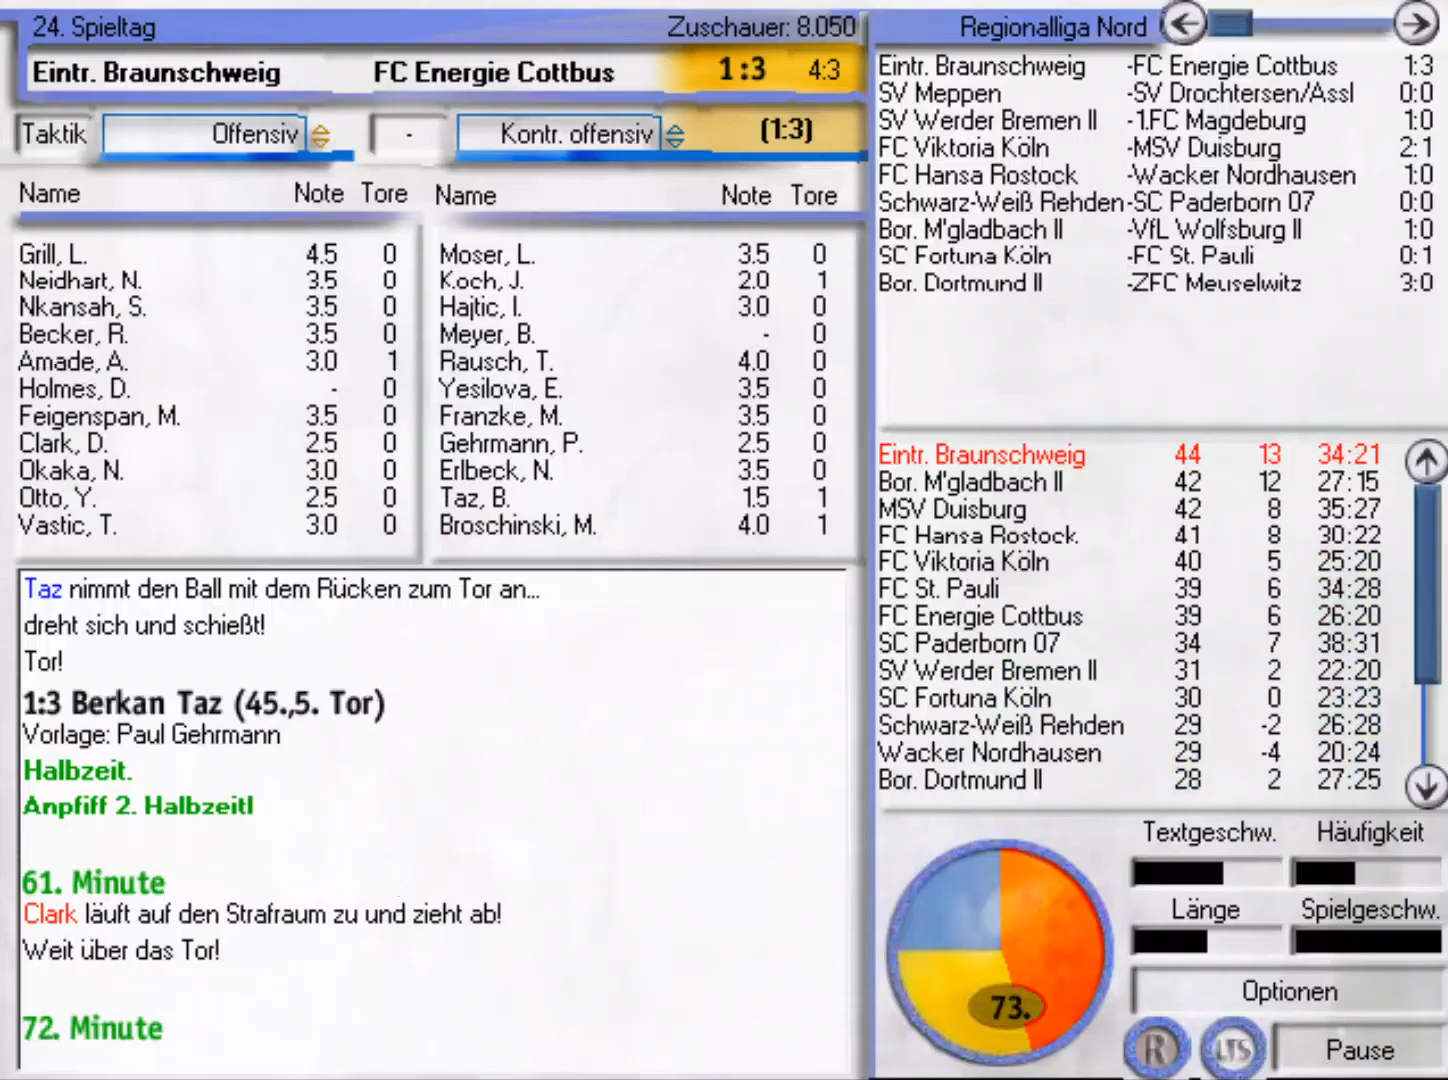 24. Spieltag Zuschauer: 8.050
Eintr. Braunschweig FC Energie Cottbus 1:3 4:3
Taktik Offensiv - Kontr. offensiv (1:3)
Name Note Tore Name Note Tore
Grill, L. 4.5 0 Moser, L. 3.5 0
Neidhart, N. 3.5 0 Koch, J. 2.0 1
Nkansah, S. 3.5 0 Hajtic, I. 3.0 0
Becker, R. 3.5 0 Meyer, B. - 0
Amade, A. 3.0 1 Rausch, T. 4.0 0
Holmes, D. - 0 Yesilova, E. 3.5 0
Feigenspan, M. 3.5 0 Franzke, M. 3.5 0
Clark, D. 2.5 0 Gehrmann, P. 2.5 0
Okaka, N. 3.0 0 Erlbeck, N. 3.5 0
Otto, Y. 2.5 0 Taz, B. 1.5 1
Vastic, T. 3.0 0 Broschinski, M. 4.0 1
Taz nimmt den Ball mit dem Rücken zum Tor an...
dreht sich und schießt!
Tor!
1:3 Berkan Taz (45.,5. Tor)
Vorlage: Paul Gehrmann
Halbzeit.
Anpfiff 2. Halbzeit!
61. Minute
Clark läuft auf den Strafraum zu und zieht ab!
Weit über das Tor!
72. Minute
Regionalliga Nord
Eintr. Braunschweig -FC Energie Cottbus 1:3
SV Meppen -SV Drochtersen/Assl 0:0
SV Werder Bremen II -1.FC Magdeburg 1:0
FC Viktoria Köln -MSV Duisburg 2:1
FC Hansa Rostock -Wacker Nordhausen 1:0
Schwarz-Weiß Rehden -SC Paderborn 07 0:0
Bor. M'gladbach II -VfL Wolfsburg II 1:0
SC Fortuna Köln -FC St. Pauli 0:1
Bor. Dortmund II -ZFC Meuselwitz 3:0
Eintr. Braunschweig 44 13 34:21
Bor. M'gladbach II 42 12 27:15
MSV Duisburg 42 8 35:27
FC Hansa Rostock 41 8 30:22
FC Viktoria Köln 40 5 25:20
FC St. Pauli 39 6 34:28
FC Energie Cottbus 39 6 26:20
SC Paderborn 07 34 7 38:31
SV Werder Bremen II 31 2 22:20
SC Fortuna Köln 30 0 23:23
Schwarz-Weiß Rehden 29 -2 26:28
Wacker Nordhausen 29 -4 20:24
Bor. Dortmund II 28 2 27:25
Textgeschw. Häufigkeit
Länge Spielgeschw.
73.
Optionen
R LTS Pause